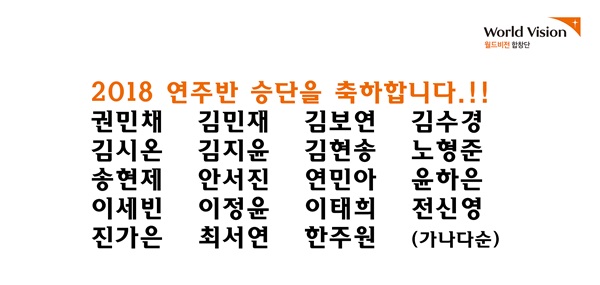 World Vision
월드비전 합창단
2018 연주반 승단을 축하합니다.!!
권민채 김민재 김보연 김수경
김시온 김지윤 김현송 노형준
송현제 안서진 연민아 윤하은
이세빈 이정윤 이태희 전신영
진가은 최서연 한주원 (가나다순)